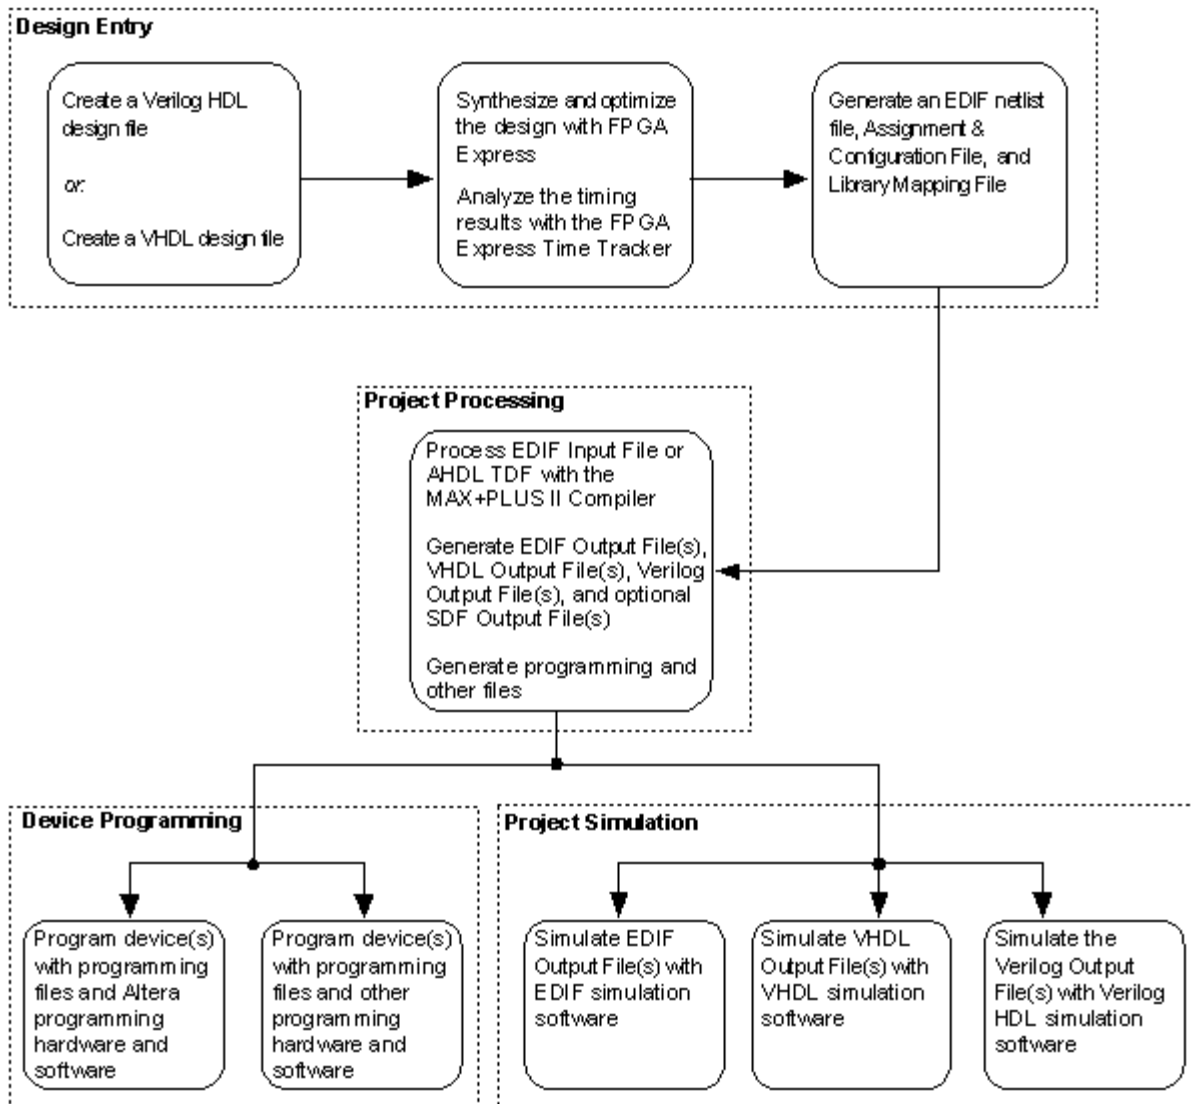 Design Entry
Create a Verilog HDL
design file
or:
Create a VHDL design file
Synthesize and optimize
the design with FPGA
Express
Analyze the timing
results with the FPGA
Express Time Tracker
Generate an EDIF netlist
file, Assignment &
Configuration File, and
Library Mapping File
Project Processing
Process EDIF Input File or
AHDL TDF with the
MAX+PLUS II Compiler
Generate EDIF Output File(s),
VHDL Output File(s), Verilog
Output File(s), and optional
SDF Output File(s)
Generate programming and
other files
Device Programming
Program device(s)
with programming
files and Altera
programming
hardware and
software
Program device(s)
with programming
files and other
programming
hardware and
software
Project Simulation
Simulate EDIF
Output File(s) with
EDIF simulation
software
Simulate VHDL
Output File(s) with
VHDL simulation
software
Simulate the
Verilog Output
File(s) with Verilog
HDL simulation
software